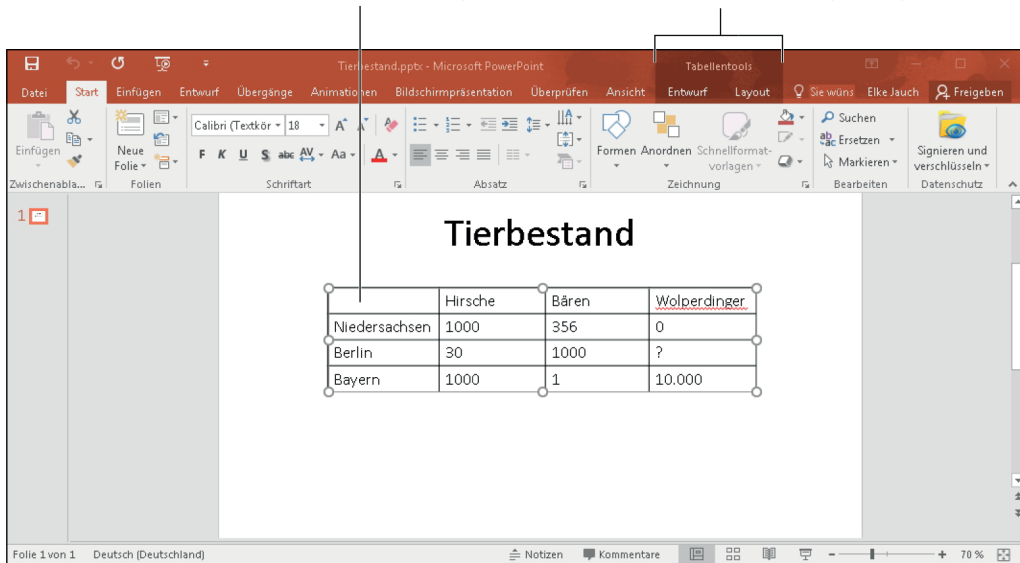 Tierbestand.pptx - Microsoft PowerPoint
Tabellentools
Datei Start Einfügen Entwurf Übergänge Animationen Bildschirmpräsentation Überprüfen Ansicht Entwurf Layout Sie wüns Elke Jauch Freigeben
Einfügen
Neue Folie
Calibri (Textkör 18
F K U S abc AV Aa A
Formen Anordnen Schnellformat-vorlagen
Suchen
Ersetzen
Markieren
Signieren und verschlüsseln
Zwischenabla... Folien Schriftart Absatz Zeichnung Bearbeiten Datenschutz
1
Tierbestand
Hirsche Bären Wolperdinger
Niedersachsen 1000 356 0
Berlin 30 1000 ?
Bayern 1000 1 10.000
Folie 1 von 1 Deutsch (Deutschland) Notizen Kommentare 70 %